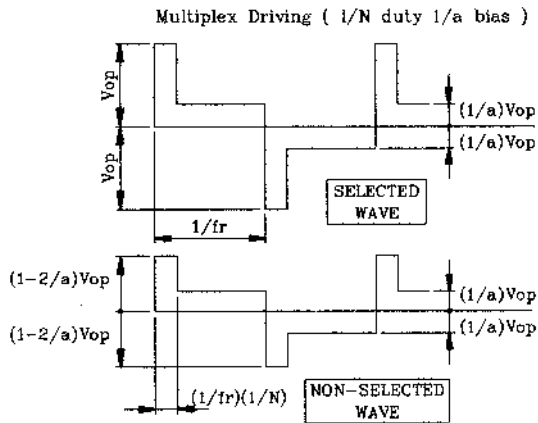 Multiplex Driving ( 1/N duty 1/a bias )
Vop
(1/a)Vop
Vop
(1/a)Vop
SELECTED
WAVE
1/fr
(1-2/a)Vop
(1/a)Vop
(1-2/a)Vop
(1/a)Vop
(1/fr)(1/N)
NON-SELECTED
WAVE